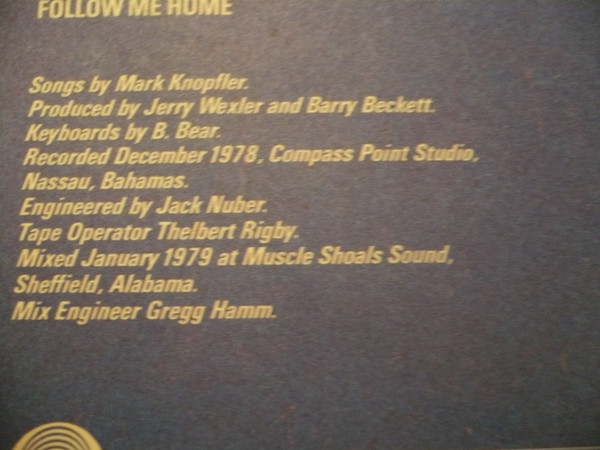 FOLLOW ME HOME
Songs by Mark Knopfler.
Produced by Jerry Wexler and Barry Beckett.
Keyboards by B. Bear.
Recorded December 1978, Compass Point Studio,
Nassau, Bahamas.
Engineered by Jack Nuber.
Tape Operator Thelbert Rigby.
Mixed January 1979 at Muscle Shoals Sound,
Sheffield, Alabama.
Mix Engineer Gregg Hamm.